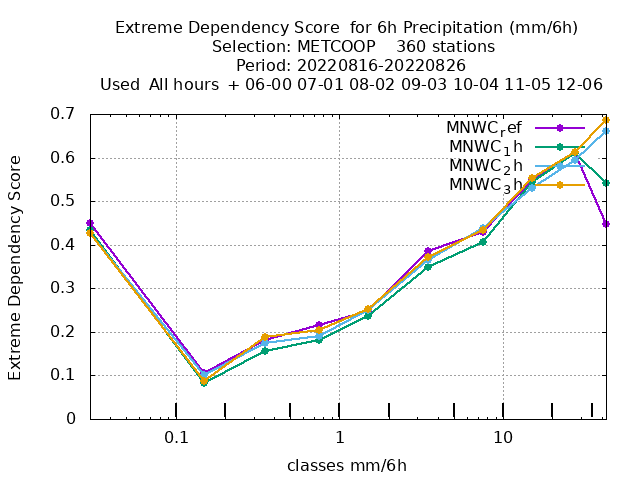 Extreme Dependency Score  for 6h Precipitation (mm/6h)
Selection: METCOOP    360 stations
Period: 20220816-20220826
Used  All hours  + 06-00 07-01 08-02 09-03 10-04 11-05 12-06
MNWC_ref
MNWC_1h
MNWC_2h
MNWC_3h
Extreme Dependency Score
0.7
0.6
0.5
0.4
0.3
0.2
0.1
0
0.1 1 10
classes mm/6h